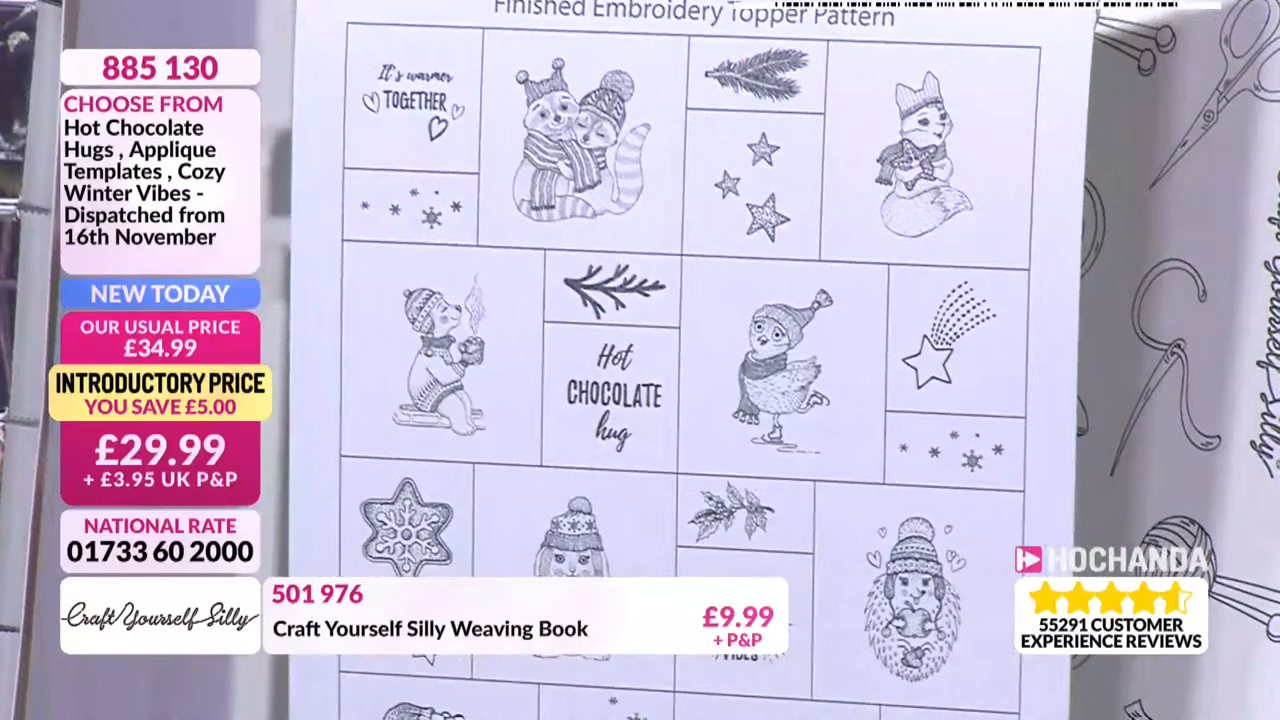 Finished Embroidery Topper Pattern
885 130
CHOOSE FROM
Hot Chocolate
Hugs , Applique
Templates , Cozy
Winter Vibes -
Dispatched from
16th November
NEW TODAY
OUR USUAL PRICE
£34.99
INTRODUCTORY PRICE
YOU SAVE £5.00
£29.99
+ £3.95 UK P&P
NATIONAL RATE
01733 60 2000
Craft Yourself Silly
501 976
Craft Yourself Silly Weaving Book
£9.99
+ P&P
It's warmer
TOGETHER
Hot
CHOCOLATE
hug
VIBES
HOCHANDA
55291 CUSTOMER
EXPERIENCE REVIEWS
yourself Silly